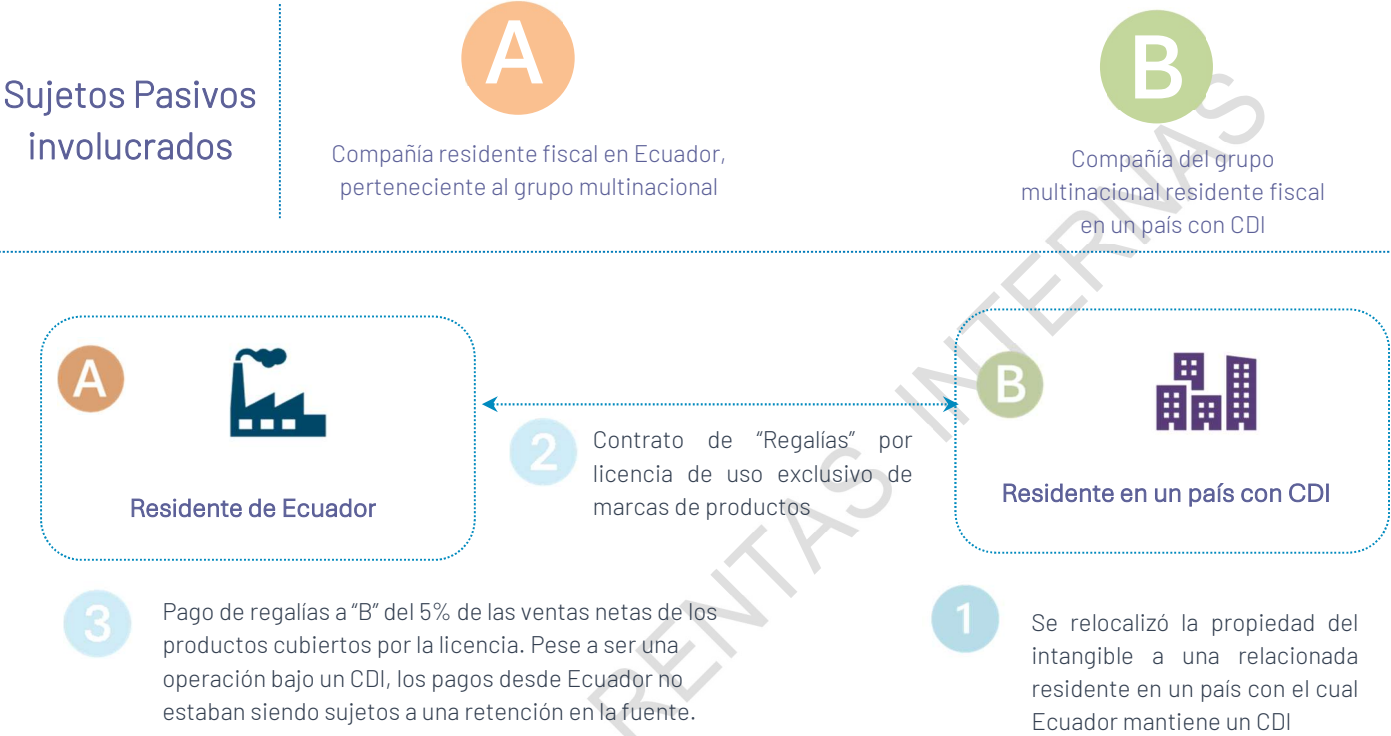 Sujetos Pasivos
involucrados
A
Compañía residente fiscal en Ecuador,
perteneciente al grupo multinacional
B
Compañía del grupo
multinacional residente fiscal
en un país con CDI
A
Residente de Ecuador
2
Contrato de “Regalías” por
licencia de uso exclusivo de
marcas de productos
B
Residente en un país con CDI
3
Pago de regalías a “B” del 5% de las ventas netas de los
productos cubiertos por la licencia. Pese a ser una
operación bajo un CDI, los pagos desde Ecuador no
estaban siendo sujetos a una retención en la fuente.
1
Se relocalizó la propiedad del
intangible a una relacionada
residente en un país con el cual
Ecuador mantiene un CDI
RENTAS INTERNAS